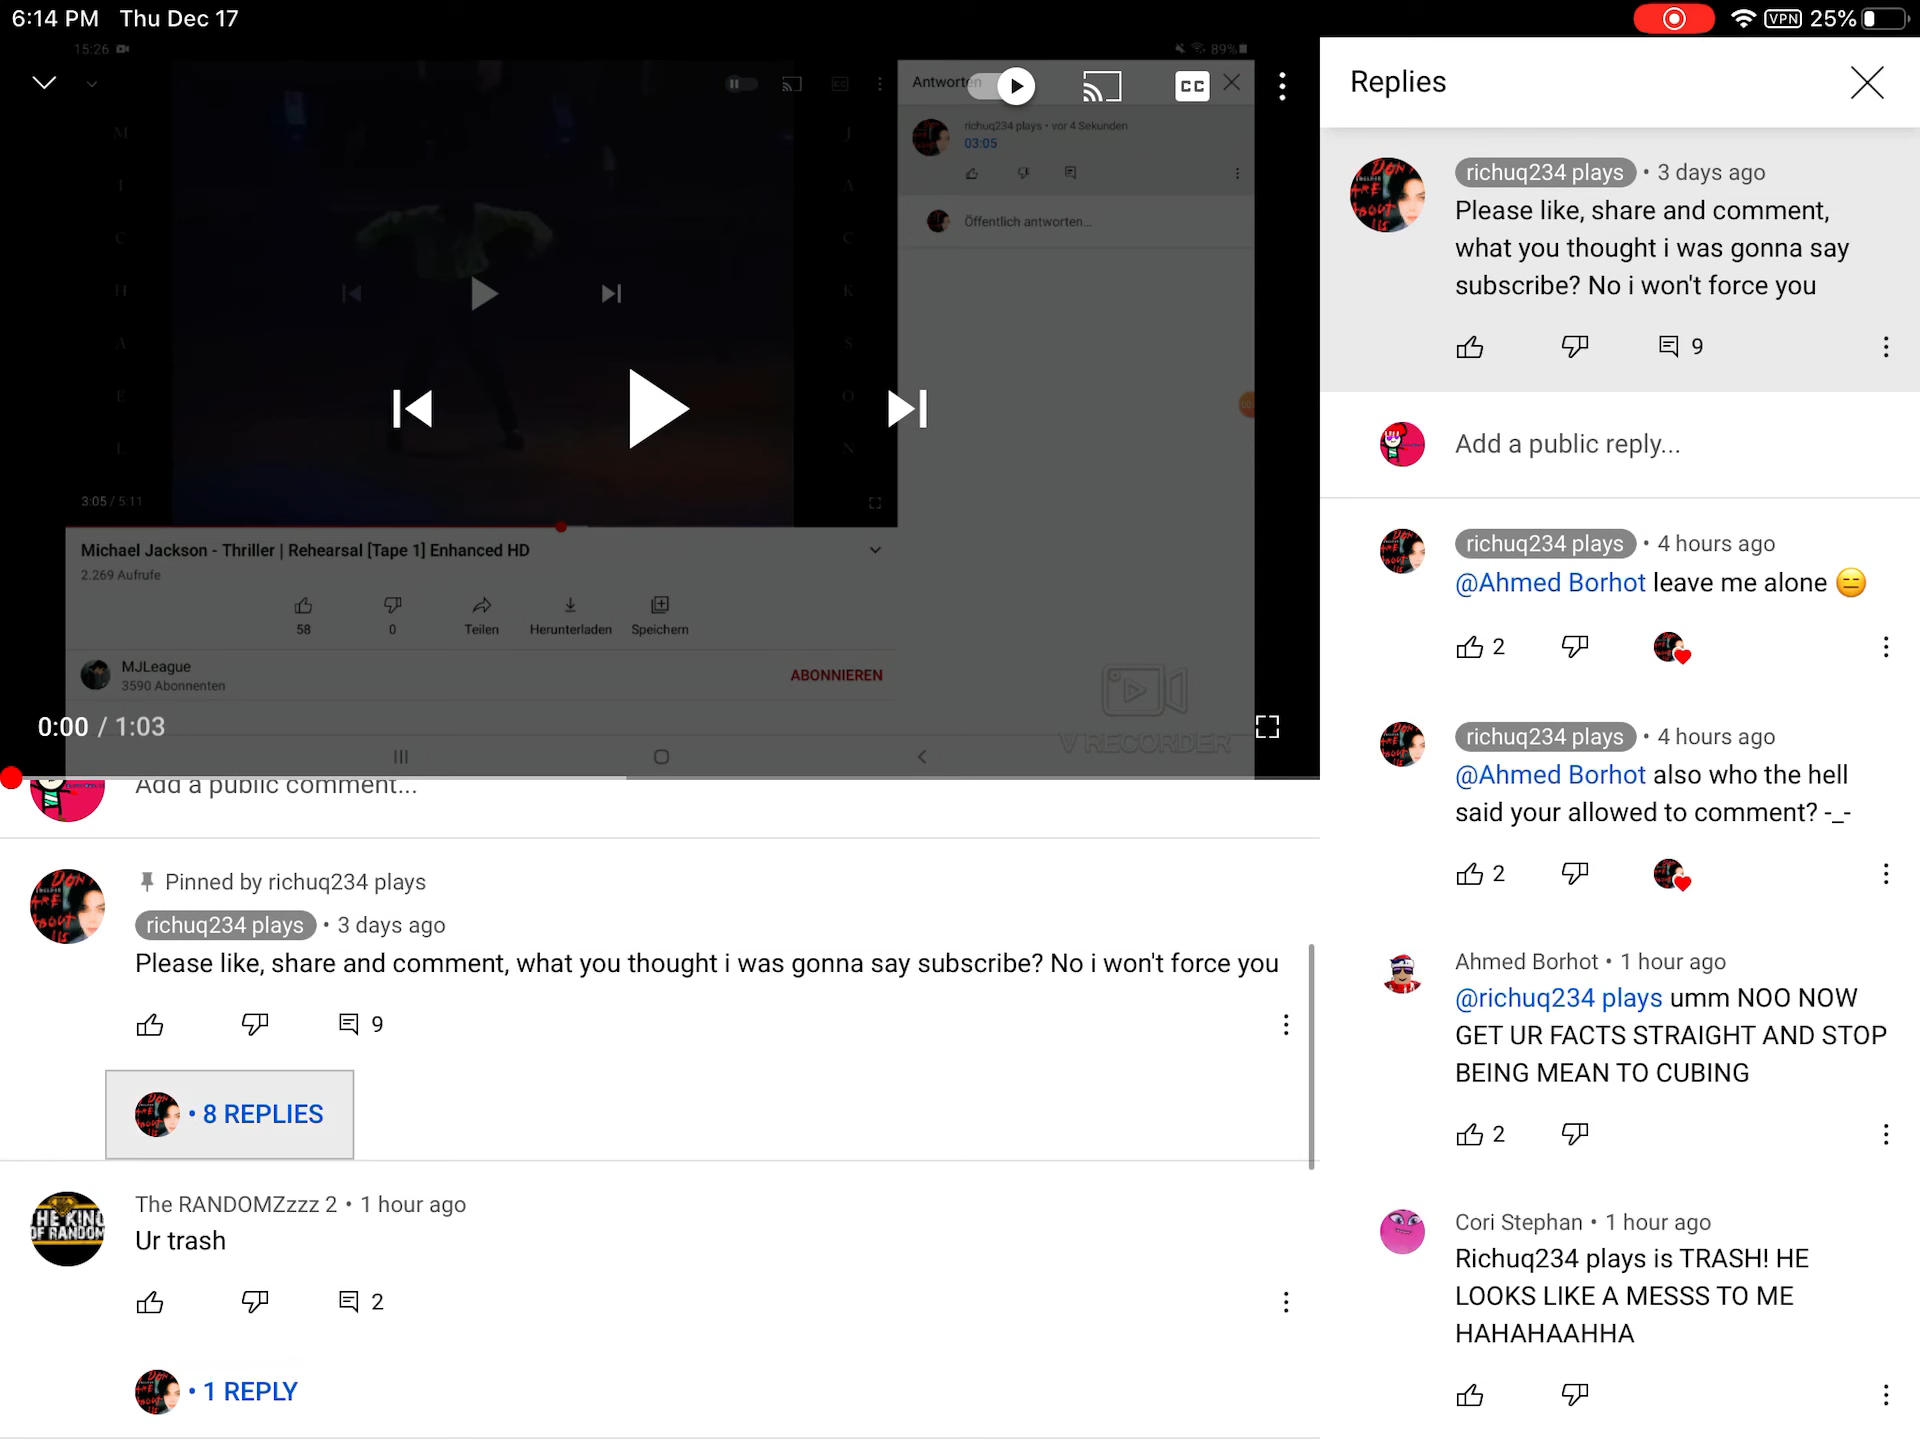 6:14 PM Thu Dec 17
VPN 25%
15:26
89%
CC
Antworten
CC
M I C H A E L
J A C K S O N
richuq234 plays • vor 4 Sekunden
03:05
Öffentlich antworten...
3:05 / 5:11
Michael Jackson - Thriller | Rehearsal [Tape 1] Enhanced HD
2.269 Aufrufe
58
0
Teilen
Herunterladen
Speichern
MJLeague
3590 Abonnenten
ABONNIEREN
V RECORDER
0:00 / 1:03
Add a public comment...
Pinned by richuq234 plays
richuq234 plays • 3 days ago
Please like, share and comment, what you thought i was gonna say subscribe? No i won't force you
9
• 8 REPLIES
THE KING
OF RANDOM
The RANDOMZzzz 2 • 1 hour ago
Ur trash
2
• 1 REPLY
Replies
richuq234 plays • 3 days ago
Please like, share and comment,
what you thought i was gonna say
subscribe? No i won't force you
9
Add a public reply...
richuq234 plays • 4 hours ago
@Ahmed Borhot leave me alone 😑
2
richuq234 plays • 4 hours ago
@Ahmed Borhot also who the hell
said your allowed to comment? -_-
2
Ahmed Borhot • 1 hour ago
@richuq234 plays umm NOO NOW
GET UR FACTS STRAIGHT AND STOP
BEING MEAN TO CUBING
2
Cori Stephan • 1 hour ago
Richuq234 plays is TRASH! HE
LOOKS LIKE A MESSS TO ME
HAHAHAAHHA